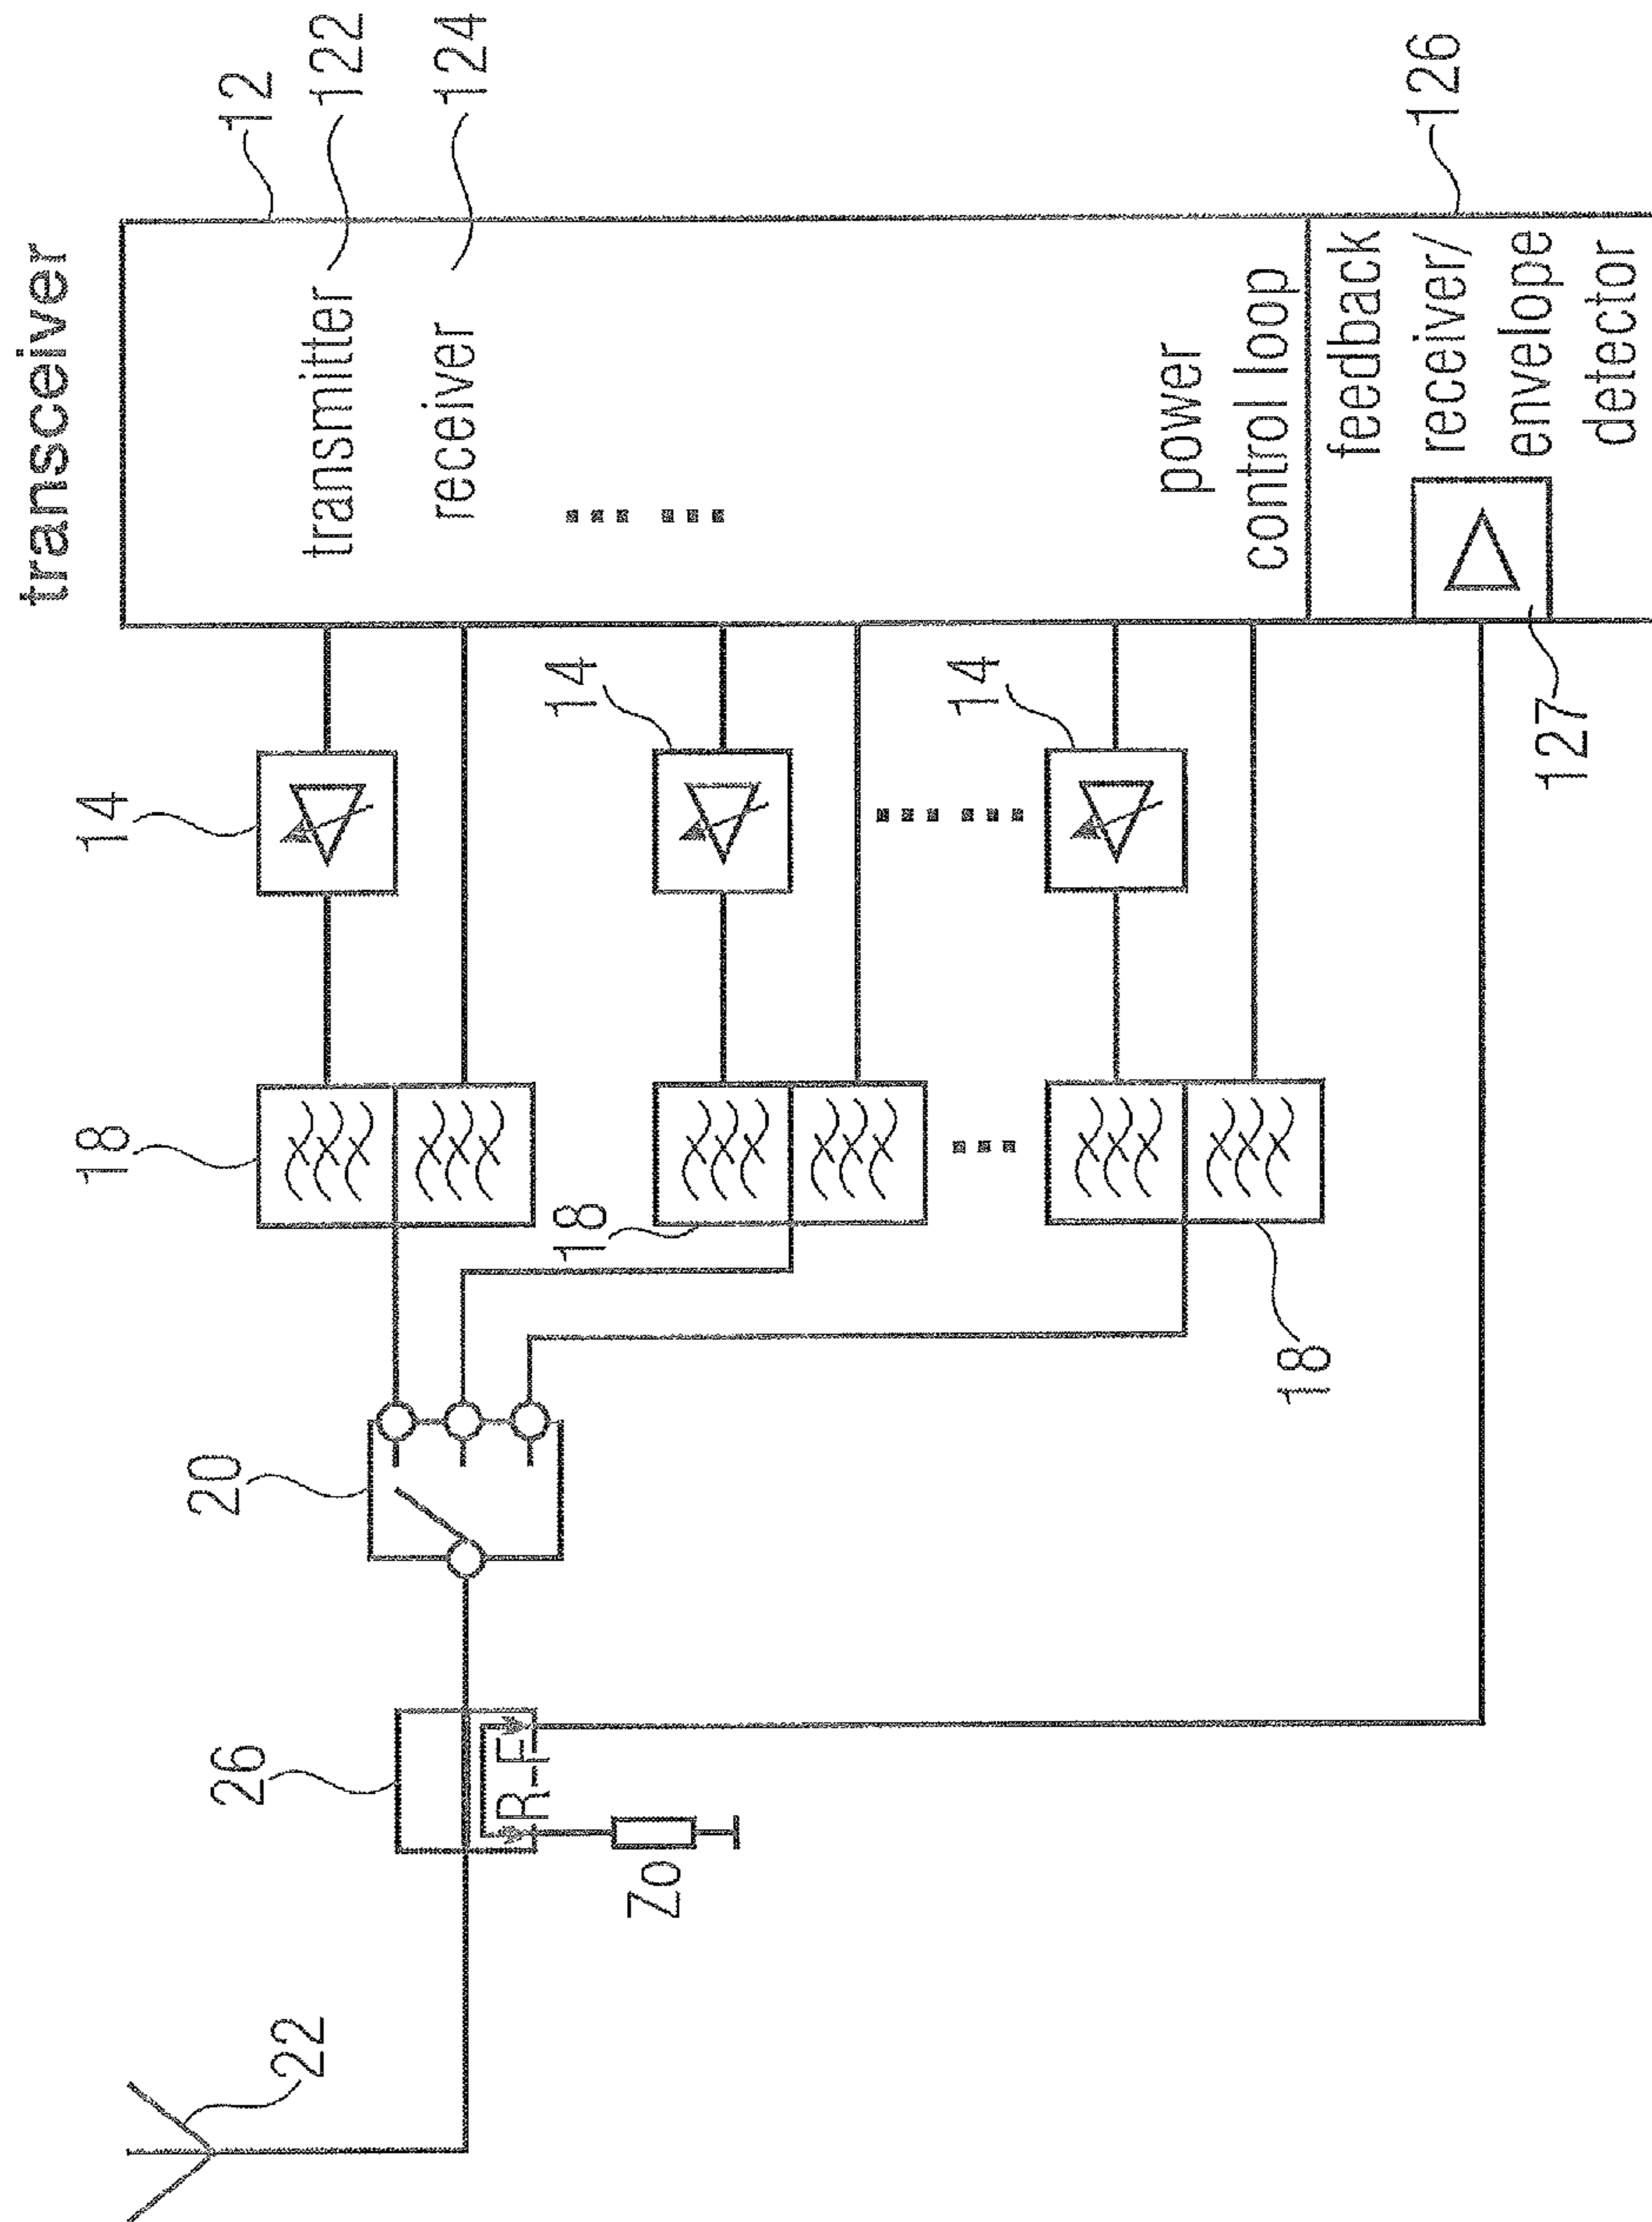 transceiver
12
122
124
transmitter
receiver
power
control loop
126
feedback
receiver/
envelope
detector
127
14
14
14
18
18
18
20
26
R-F
Zo
22